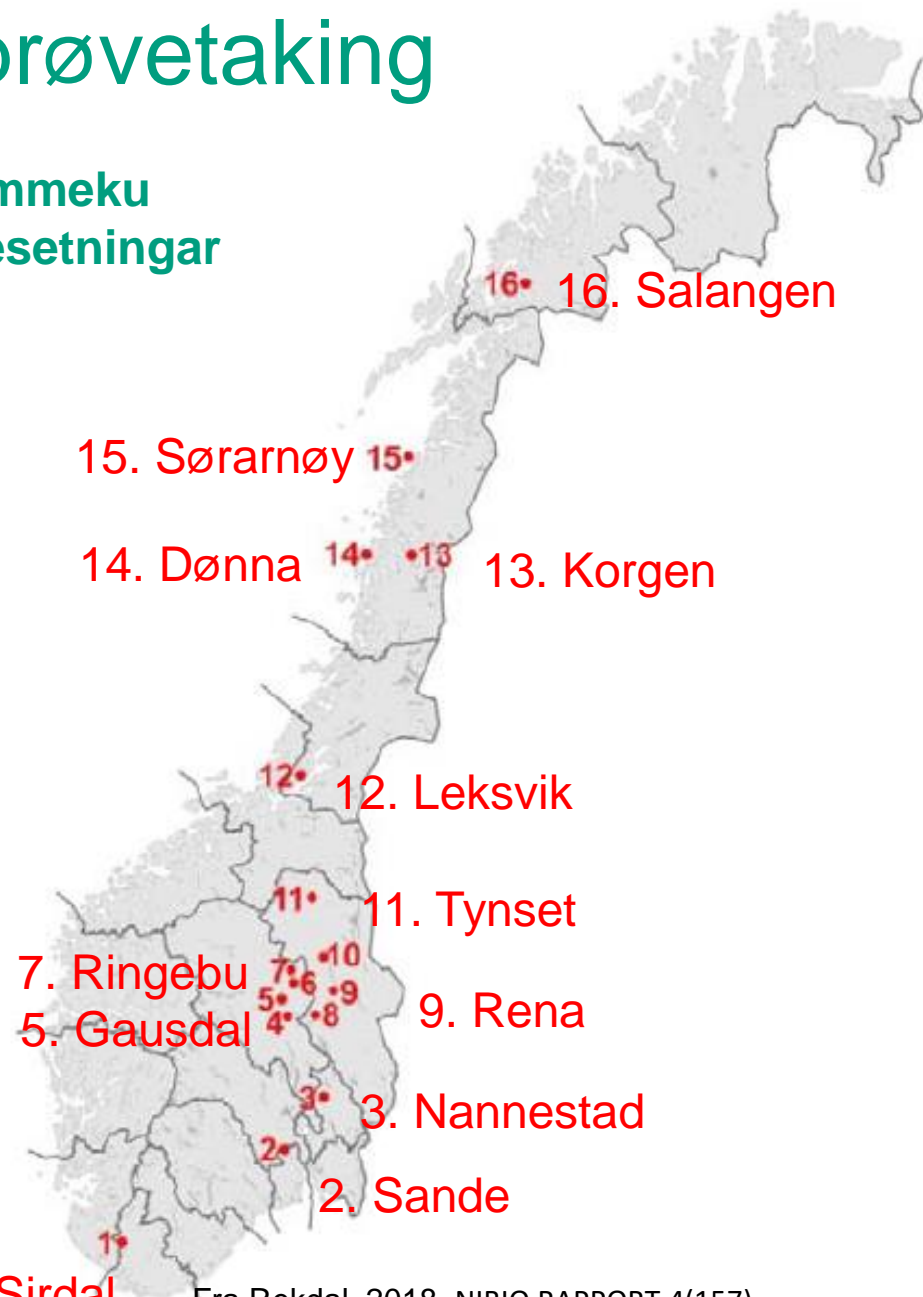 prøvetaking
mmeku
esetningar
16 16. Salangen
15. Sørarnøy 15
14. Dønna 14 13 13. Korgen
12 12. Leksvik
11 11. Tynset
10
7. Ringebu 7 6
9 9. Rena
5. Gausdal 5
4 8
3 3. Nannestad
2
2. Sande
1
Sirdal
Fra Rekdal, 2018. NIBIO RAPPORT 4(157)